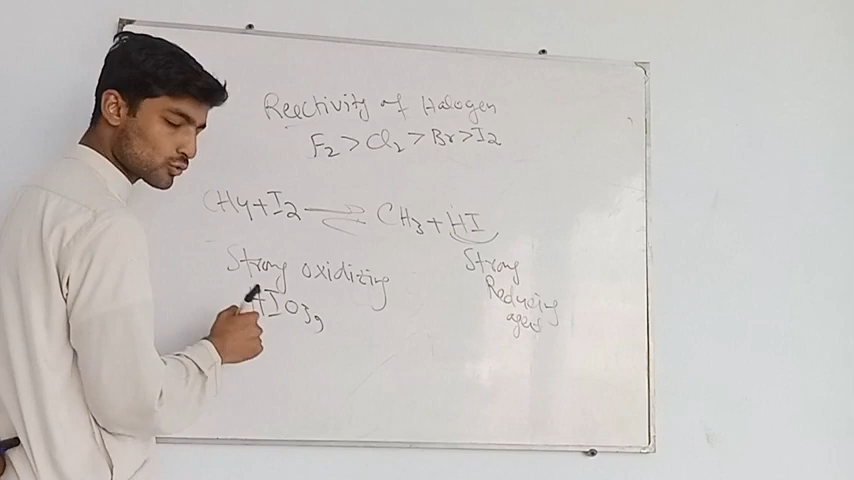 Reactivity of Halogen
F2 > Cl2 > Br > I2
CH4 + I2 ⇌ CH3 + HI
Strong oxidizing
HIO3,
Strong
Reducing
agent